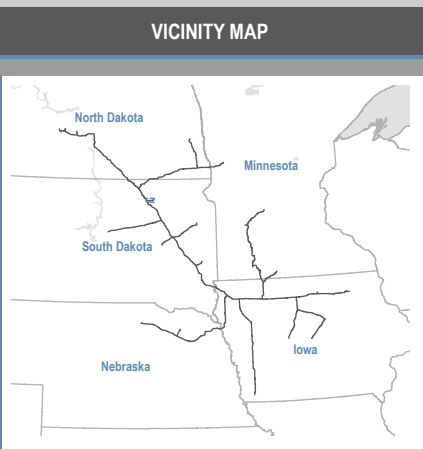 VICINITY MAP
North Dakota
Minnesota
South Dakota
Iowa
Nebraska